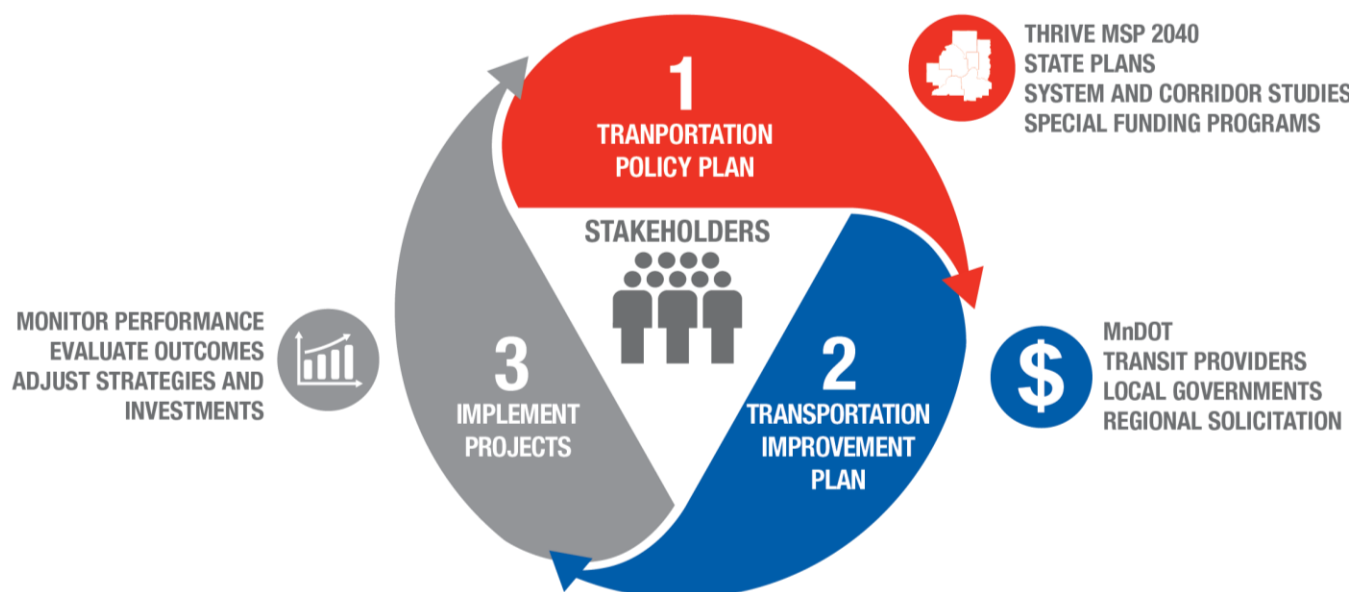 1
TRANPORTATION
POLICY PLAN
THRIVE MSP 2040
STATE PLANS
SYSTEM AND CORRIDOR STUDIES
SPECIAL FUNDING PROGRAMS
STAKEHOLDERS
2
TRANSPORTATION
IMPROVEMENT
PLAN
$
MnDOT
TRANSIT PROVIDERS
LOCAL GOVERNMENTS
REGIONAL SOLICITATION
3
IMPLEMENT
PROJECTS
MONITOR PERFORMANCE
EVALUATE OUTCOMES
ADJUST STRATEGIES AND
INVESTMENTS